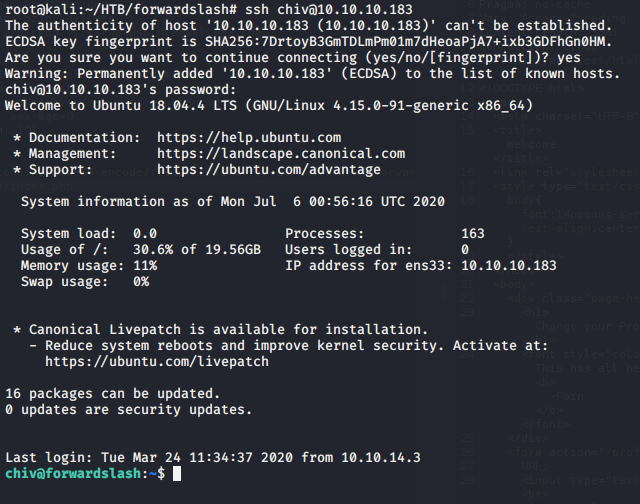 root@kali:~/HTB/forwardslash# ssh chiv@10.10.10.183
The authenticity of host '10.10.10.183 (10.10.10.183)' can't be established.
ECDSA key fingerprint is SHA256:7DrtoyB3GmTDLmPm01m7dHeoaPjA7+ixb3GDFhGn0HM.
Are you sure you want to continue connecting (yes/no/[fingerprint])? yes
Warning: Permanently added '10.10.10.183' (ECDSA) to the list of known hosts.
chiv@10.10.10.183's password:
Welcome to Ubuntu 18.04.4 LTS (GNU/Linux 4.15.0-91-generic x86_64)
* Documentation:  https://help.ubuntu.com
* Management:     https://landscape.canonical.com
* Support:        https://ubuntu.com/advantage
System information as of Mon Jul  6 00:56:16 UTC 2020
System load:  0.0               Processes:            163
Usage of /:   30.6% of 19.56GB   Users logged in:      0
Memory usage: 11%               IP address for ens33: 10.10.10.183
Swap usage:   0%
* Canonical Livepatch is available for installation.
- Reduce system reboots and improve kernel security. Activate at:
https://ubuntu.com/livepatch
16 packages can be updated.
0 updates are security updates.
Last login: Tue Mar 24 11:34:37 2020 from 10.10.14.3
chiv@forwardslash:~$